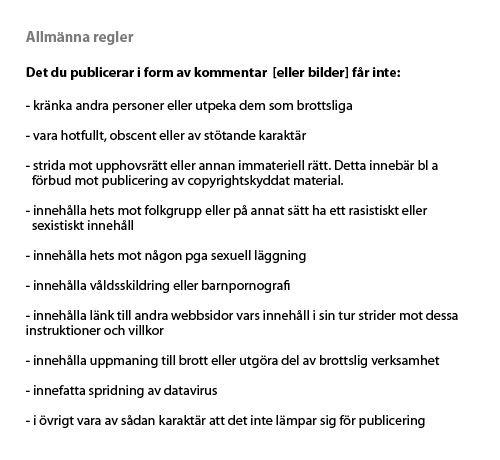 Allmänna regler
Det du publicerar i form av kommentar [eller bilder] får inte:
- kränka andra personer eller utpeka dem som brottsliga
- vara hotfullt, obscent eller av stötande karaktär
- strida mot upphovsrätt eller annan immateriell rätt. Detta innebär bl a
förbud mot publicering av copyrightskyddat material.
- innehålla hets mot folkgrupp eller på annat sätt ha ett rasistiskt eller
sexistiskt innehåll
- innehålla hets mot någon pga sexuell läggning
- innehålla våldsskildring eller barnpornografi
- innehålla länk till andra webbsidor vars innehåll i sin tur strider mot dessa
instruktioner och villkor
- innehålla uppmaning till brott eller utgöra del av brottslig verksamhet
- innefatta spridning av datavirus
- i övrigt vara av sådan karaktär att det inte lämpar sig för publicering